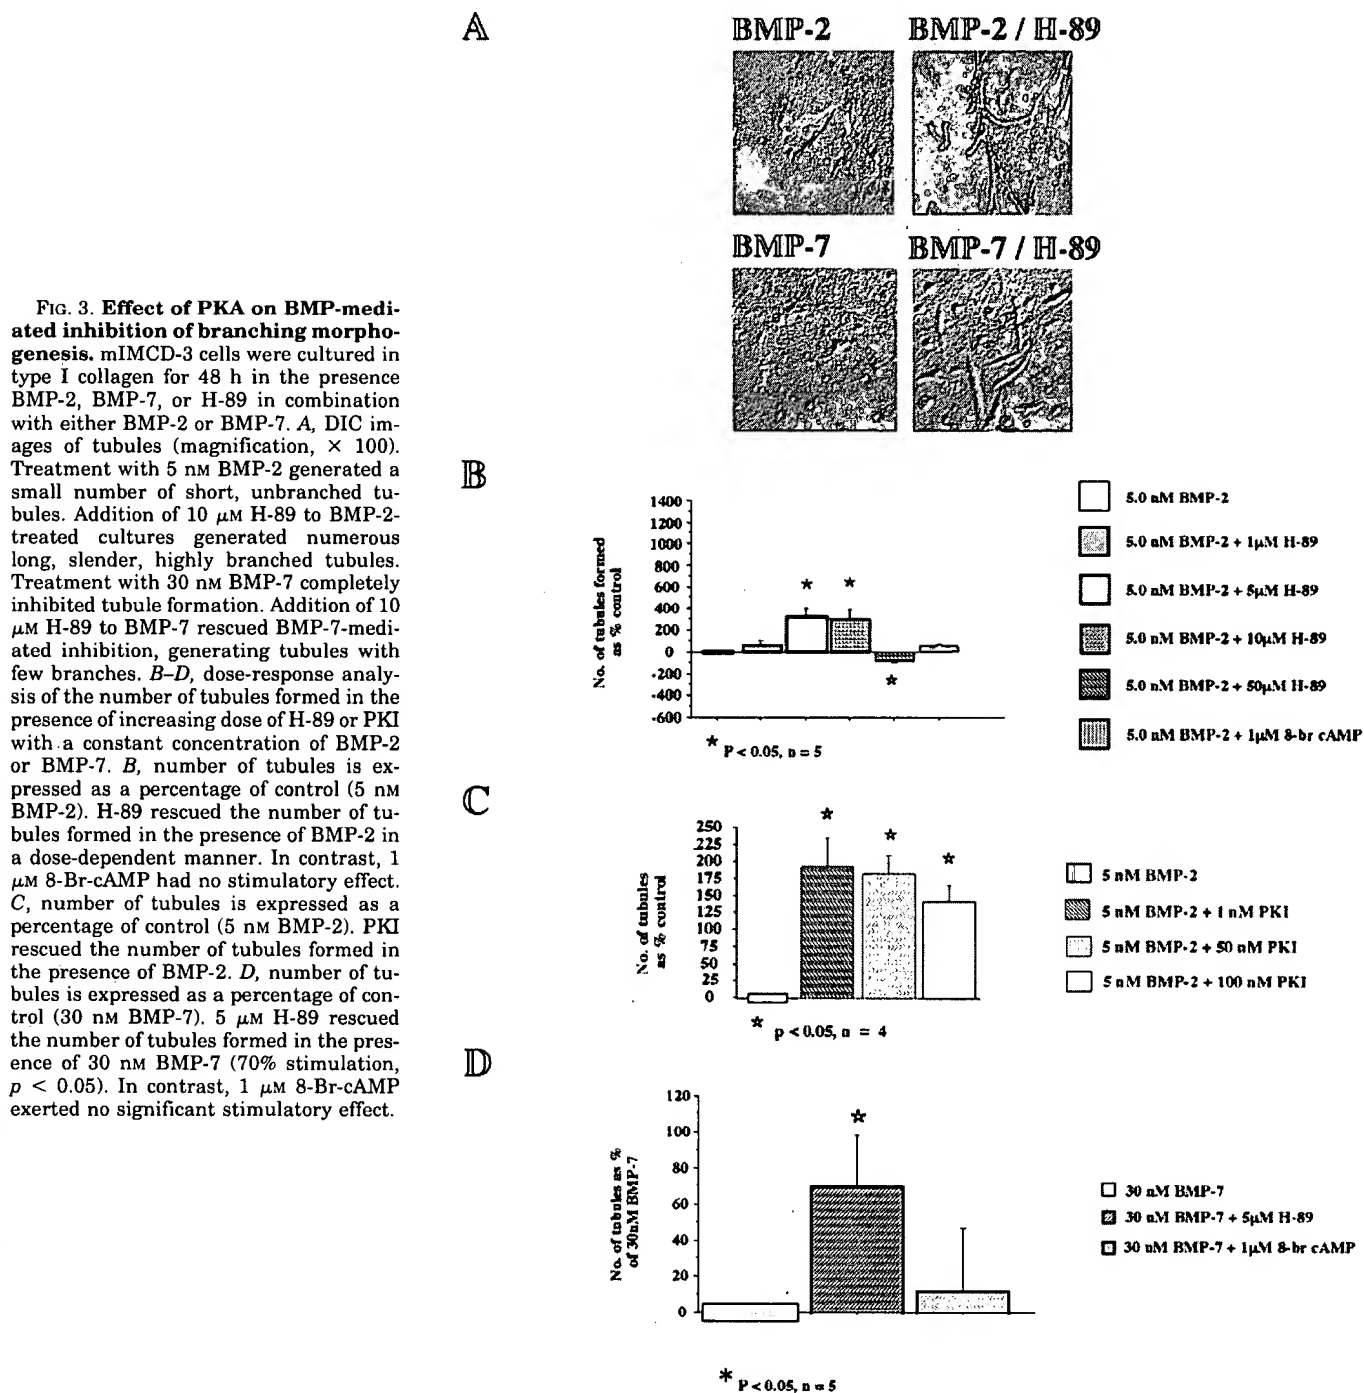 FIG. 3. Effect of PKA on BMP-medi-
ated inhibition of branching morpho-
genesis. mIMCD-3 cells were cultured in
type I collagen for 48 h in the presence
BMP-2, BMP-7, or H-89 in combination
with either BMP-2 or BMP-7. A, DIC im-
ages of tubules (magnification, × 100).
Treatment with 5 nM BMP-2 generated a
small number of short, unbranched tu-
bules. Addition of 10 μM H-89 to BMP-2-
treated cultures generated numerous
long, slender, highly branched tubules.
Treatment with 30 nM BMP-7 completely
inhibited tubule formation. Addition of 10
μM H-89 to BMP-7 rescued BMP-7-medi-
ated inhibition, generating tubules with
few branches. B–D, dose-response analy-
sis of the number of tubules formed in the
presence of increasing dose of H-89 or PKI
with a constant concentration of BMP-2
or BMP-7. B, number of tubules is ex-
pressed as a percentage of control (5 nM
BMP-2). H-89 rescued the number of tu-
bules formed in the presence of BMP-2 in
a dose-dependent manner. In contrast, 1
μM 8-Br-cAMP had no stimulatory effect.
C, number of tubules is expressed as a
percentage of control (5 nM BMP-2). PKI
rescued the number of tubules formed in
the presence of BMP-2. D, number of tu-
bules is expressed as a percentage of con-
trol (30 nM BMP-7). 5 μM H-89 rescued
the number of tubules formed in the pres-
ence of 30 nM BMP-7 (70% stimulation,
p < 0.05). In contrast, 1 μM 8-Br-cAMP
exerted no significant stimulatory effect.
A
BMP-2
BMP-2 / H-89
BMP-7
BMP-7 / H-89
B
No. of tubules formed
as % control
1400
1200
1000
800
600
400
200
0
-200
-400
-600
* * *
* P < 0.05, n = 5
5.0 nM BMP-2
5.0 nM BMP-2 + 1μM H-89
5.0 nM BMP-2 + 5μM H-89
5.0 nM BMP-2 + 10μM H-89
5.0 nM BMP-2 + 50μM H-89
5.0 nM BMP-2 + 1μM 8-br cAMP
C
No. of tubules
as % control
250
225
200
175
150
125
100
75
50
25
0
* * *
* p < 0.05, n = 4
5 nM BMP-2
5 nM BMP-2 + 1 nM PKI
5 nM BMP-2 + 50 nM PKI
5 nM BMP-2 + 100 nM PKI
D
No. of tubules as %
of 30nM BMP-7
120
100
80
60
40
20
0
*
* P < 0.05, n = 5
30 nM BMP-7
30 nM BMP-7 + 5μM H-89
30 nM BMP-7 + 1μM 8-br cAMP